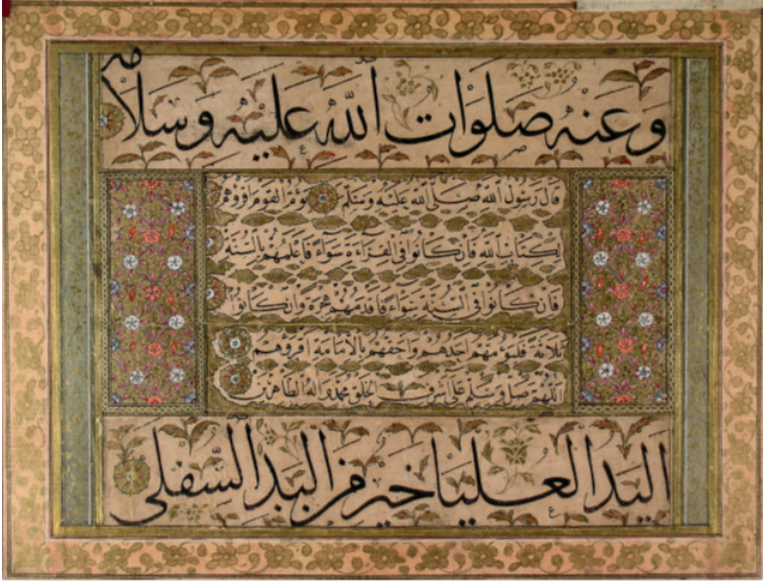 وعنه صلوات الله عليه وسلامه
قال رسول الله صلى الله عليه وسلم يؤم القوم اقرؤهم
لكتاب الله فان كانوا في القراءة سواء فاعلمهم بالسنة
فان كانوا في السنة سواء فاقدمهم هجرة وان كانوا
ثلاثة فليؤمهم احدهم واحقهم بالامامة اقرؤهم
اللهم صل وسلم على اشرف الخلق محمد واله الطاهرين
اليد العليا خير من اليد السفلى